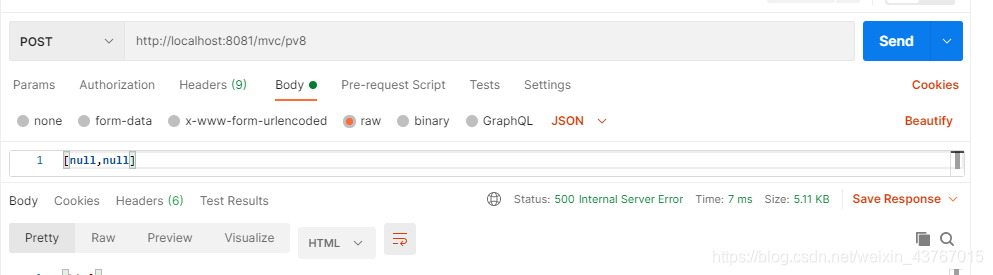 POST http://localhost:8081/mvc/pv8 Send
Params Authorization Headers (9) Body Pre-request Script Tests Settings Cookies
none form-data x-www-form-urlencoded raw binary GraphQL JSON Beautify
1 [null,null]
Body Cookies Headers (6) Test Results Status: 500 Internal Server Error Time: 7 ms Size: 5.11 KB Save Response
Pretty Raw Preview Visualize HTML
https://blog.csdn.net/weixin_43767015